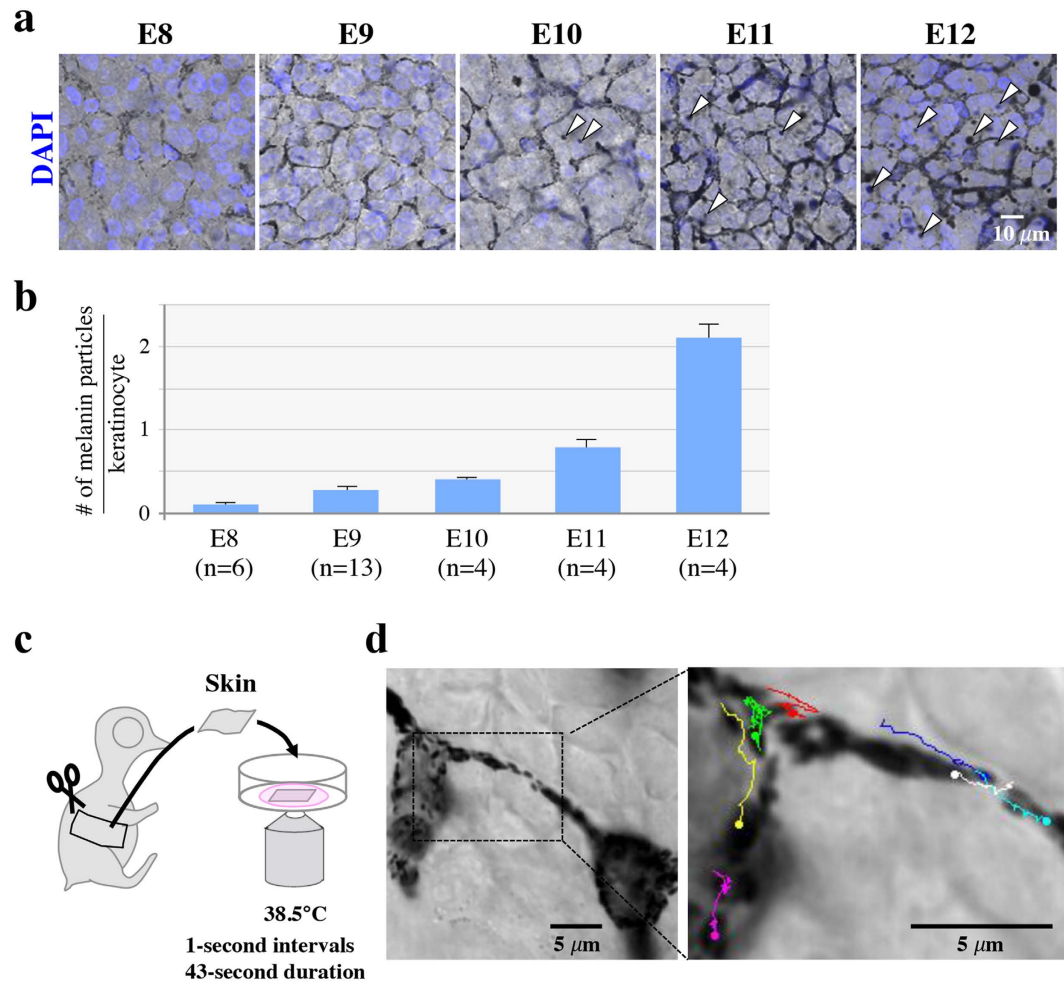 a
E8 E9 E10 E11 E12
DAPI
10 μm
b
# of melanin particles
keratinocyte
2
1
0
E8 E9 E10 E11 E12
(n=6) (n=13) (n=4) (n=4) (n=4)
c
Skin
38.5°C
1-second intervals
43-second duration
d
5 μm
5 μm